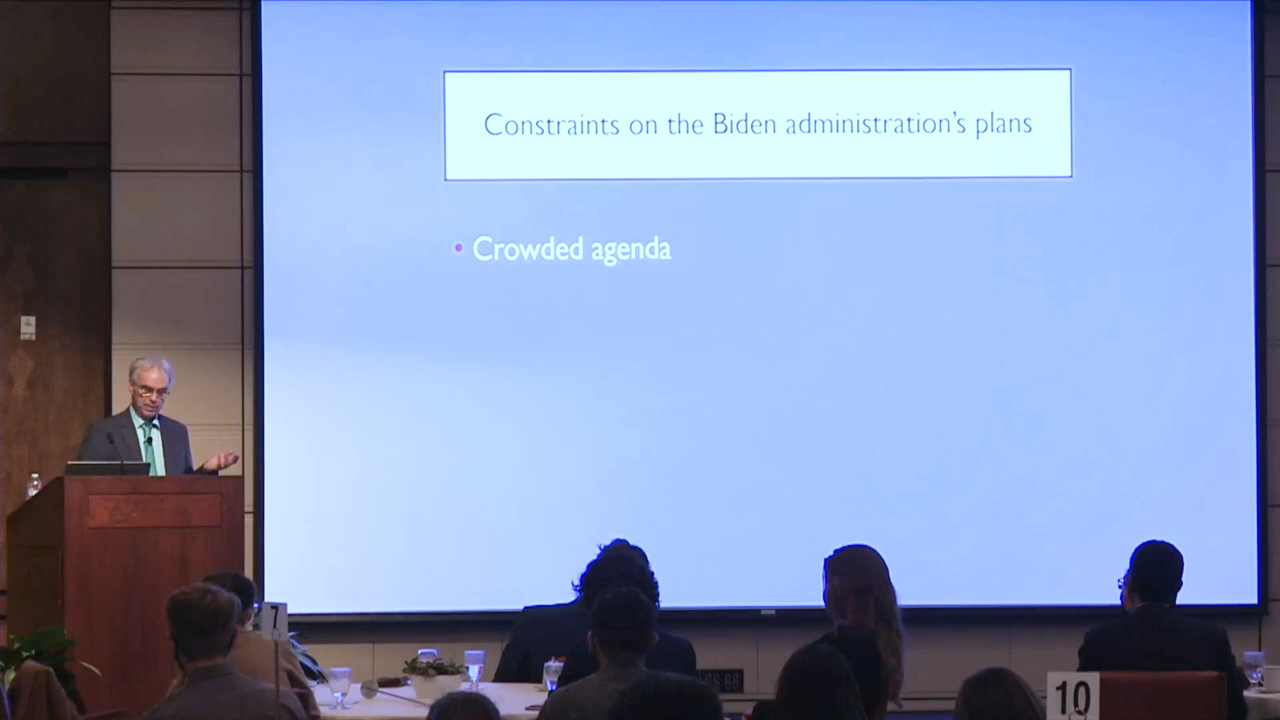 Constraints on the Biden administration's plans
• Crowded agenda
7
10